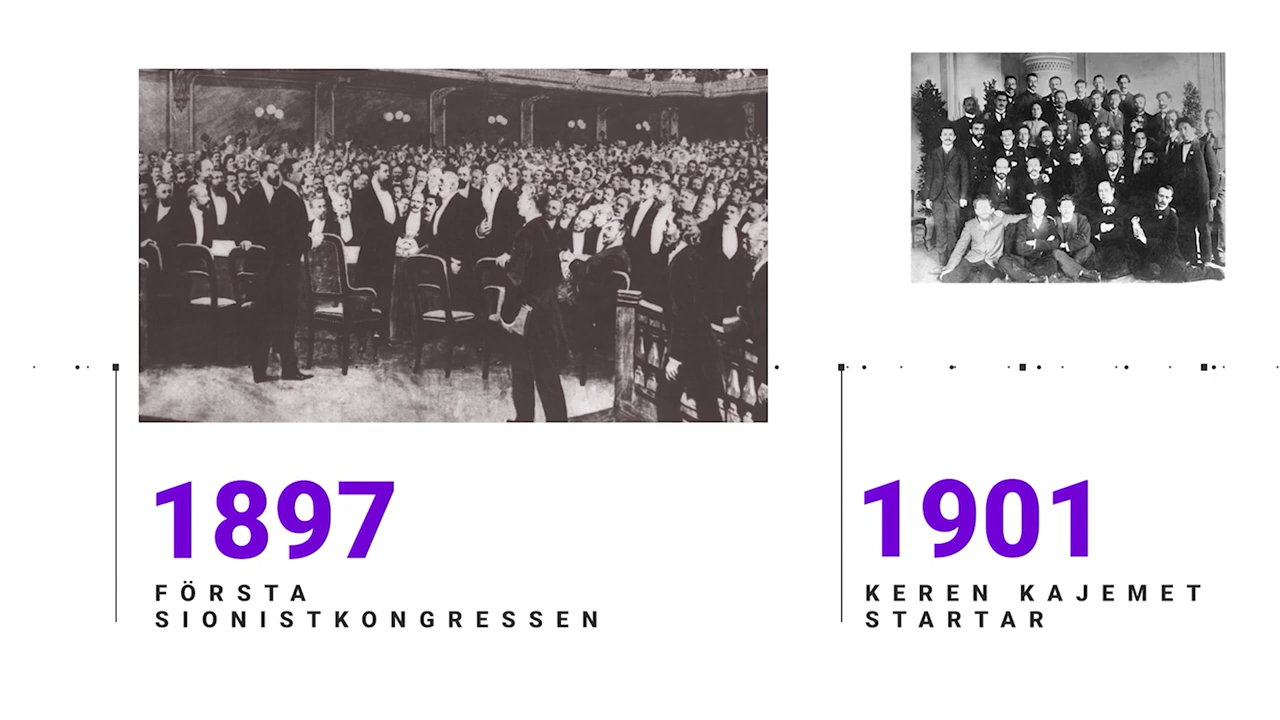 1897
FÖRSTA
SIONISTKONGRESSEN
1901
KEREN KAJEMET
STARTAR